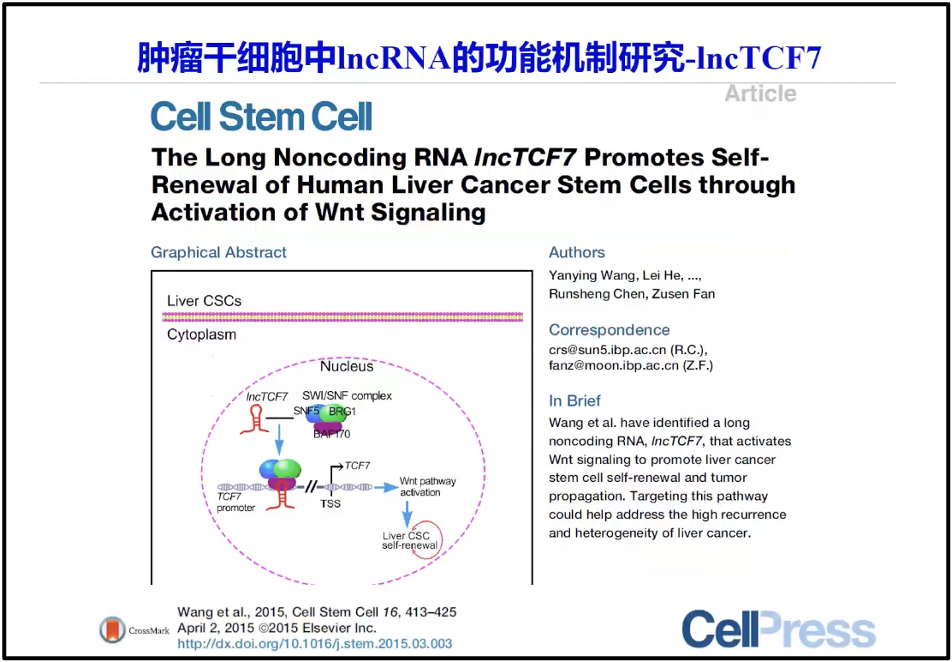 肿瘤干细胞中lncRNA的功能机制研究-lncTCF7
Article
Cell Stem Cell
The Long Noncoding RNA lncTCF7 Promotes Self-
Renewal of Human Liver Cancer Stem Cells through
Activation of Wnt Signaling
Graphical Abstract
Liver CSCs
Cytoplasm
Nucleus
lncTCF7
SWI/SNF complex
SNF5
BRG1
BAF170
TCF7
TCF7
promoter
TSS
Wnt pathway
activation
Liver CSC
self-renewal
Authors
Yanying Wang, Lei He, ...,
Runsheng Chen, Zusen Fan
Correspondence
crs@sun5.ibp.ac.cn (R.C.),
fanz@moon.ibp.ac.cn (Z.F.)
In Brief
Wang et al. have identified a long
noncoding RNA, lncTCF7, that activates
Wnt signaling to promote liver cancer
stem cell self-renewal and tumor
propagation. Targeting this pathway
could help address the high recurrence
and heterogeneity of liver cancer.
CrossMark
Wang et al., 2015, Cell Stem Cell 16, 413–425
April 2, 2015 ©2015 Elsevier Inc.
http://dx.doi.org/10.1016/j.stem.2015.03.003
CellPress